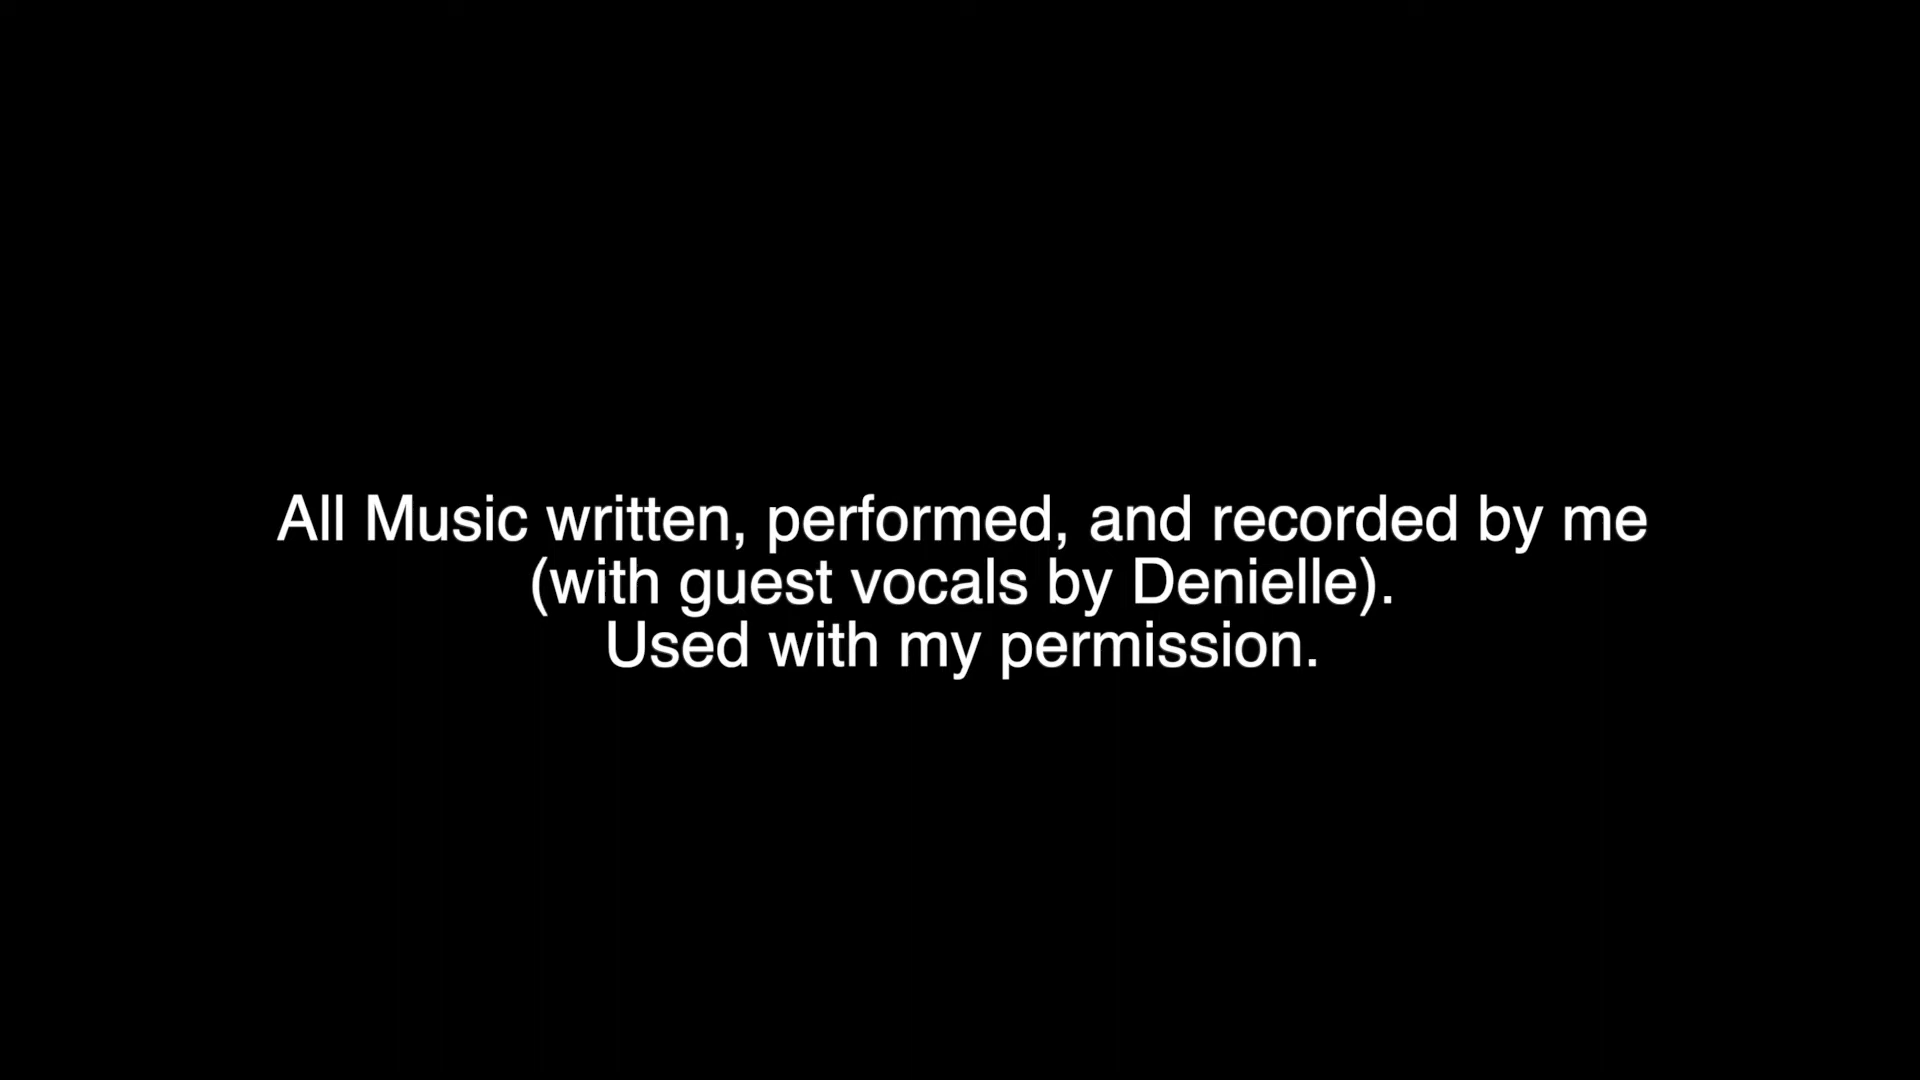 All Music written, performed, and recorded by me
(with guest vocals by Denielle).
Used with my permission.